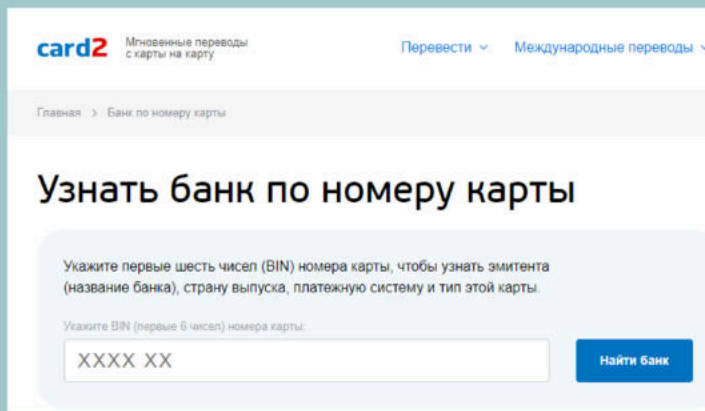 card2 Мгновенные переводы
с карты на карту
Перевести Международные переводы
Главная > Банк по номеру карты
Узнать банк по номеру карты
Укажите первые шесть чисел (BIN) номера карты, чтобы узнать эмитента
(название банка), страну выпуска, платежную систему и тип этой карты.
Укажите BIN (первые 6 чисел) номера карты:
XXXX XX
Найти банк